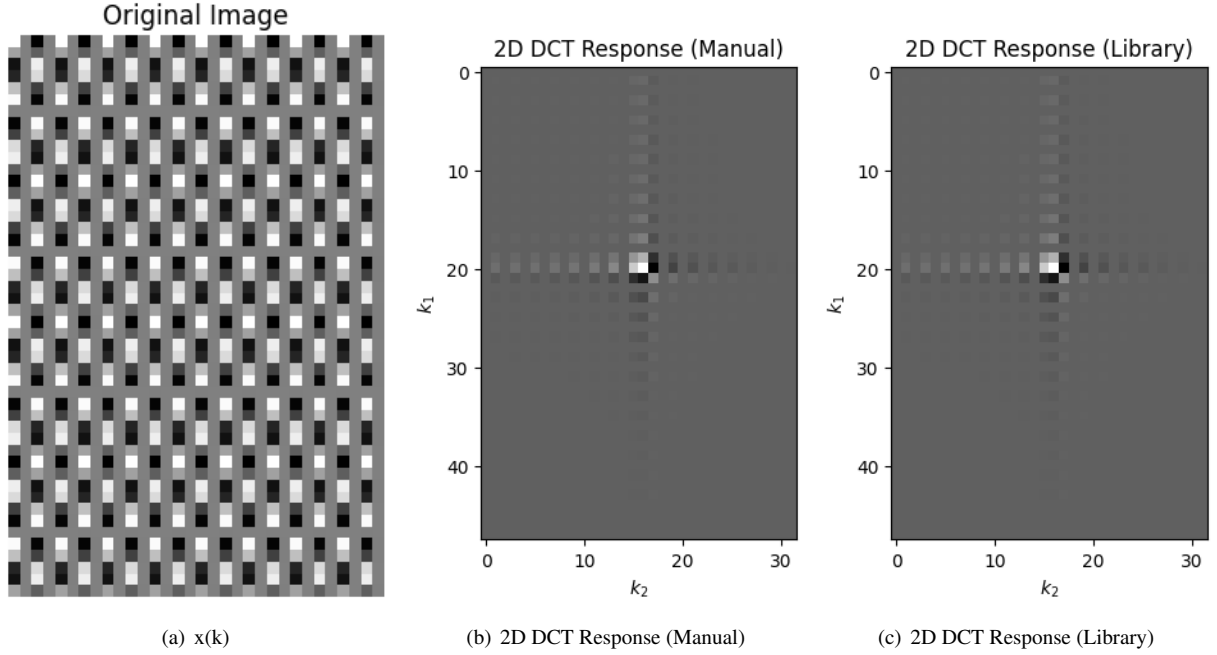 Original Image
2D DCT Response (Manual)
2D DCT Response (Library)
0
10
20
30
40
k₁
0
10
20
30
k₂
0
10
20
30
40
k₁
0
10
20
30
k₂
(a) x(k)
(b) 2D DCT Response (Manual)
(c) 2D DCT Response (Library)